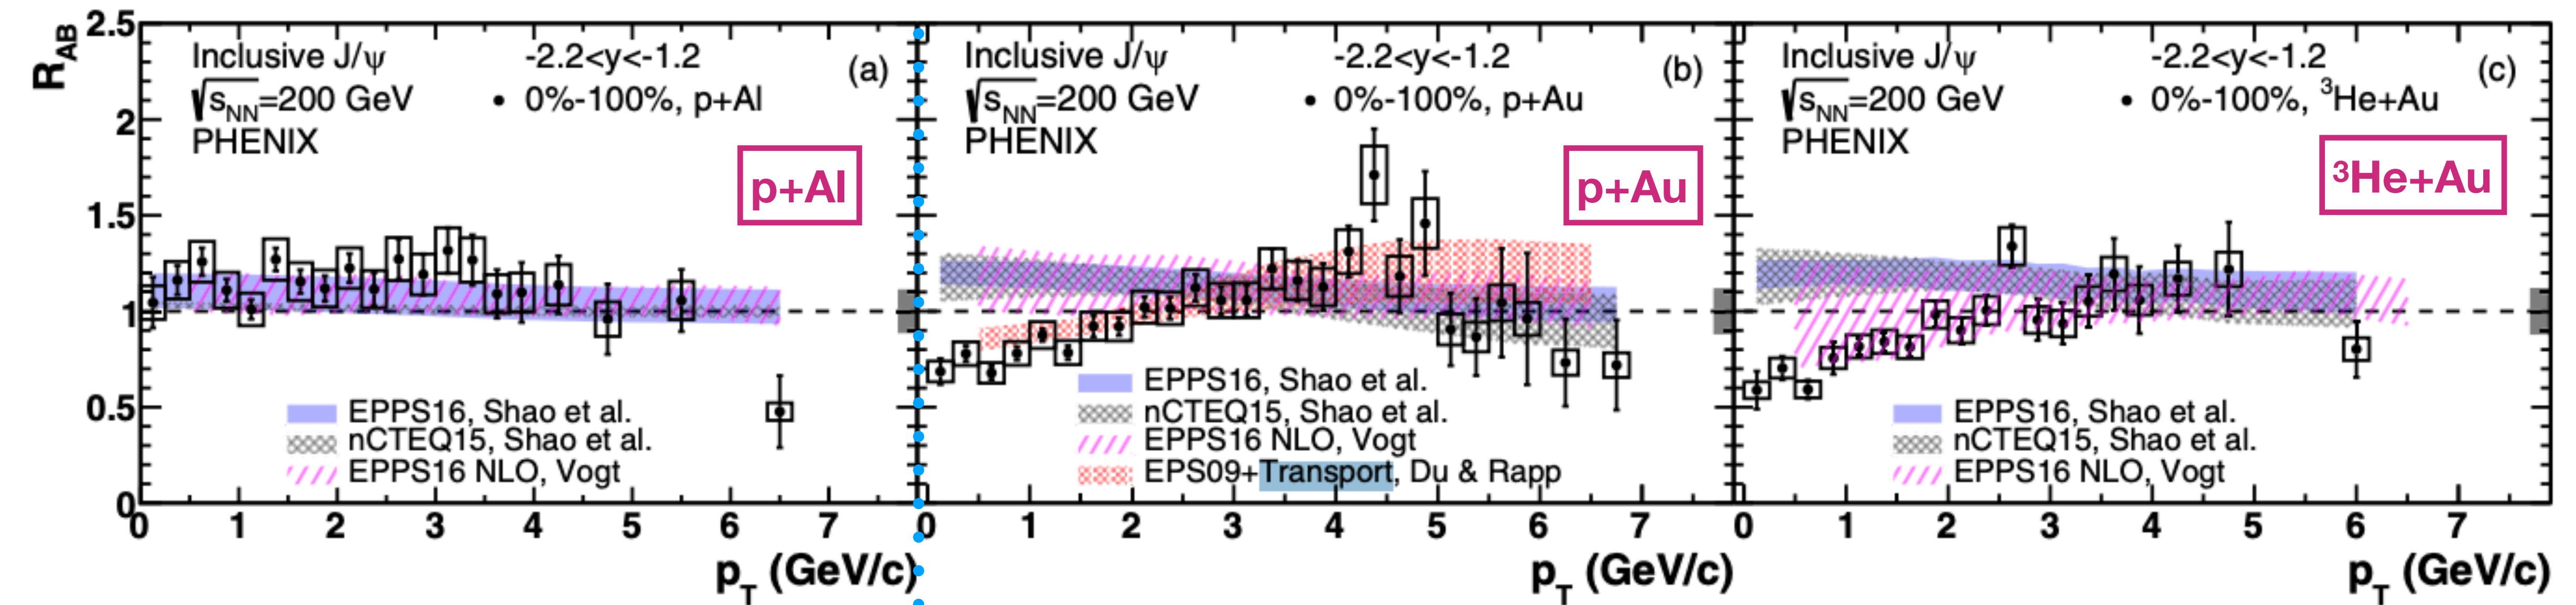 R_AB
2.5
2
1.5
1
0.5
0
Inclusive J/ψ
-2.2<y<-1.2
(a)
√s_NN=200 GeV
• 0%-100%, p+Al
PHENIX
p+Al
EPPS16, Shao et al.
nCTEQ15, Shao et al.
EPPS16 NLO, Vogt
0 1 2 3 4 5 6 7
p_T (GeV/c)
Inclusive J/ψ
-2.2<y<-1.2
(b)
√s_NN=200 GeV
• 0%-100%, p+Au
PHENIX
p+Au
EPPS16, Shao et al.
nCTEQ15, Shao et al.
EPPS16 NLO, Vogt
EPS09+Transport, Du & Rapp
0 1 2 3 4 5 6 7
p_T (GeV/c)
Inclusive J/ψ
-2.2<y<-1.2
(c)
√s_NN=200 GeV
• 0%-100%, ³He+Au
PHENIX
³He+Au
EPPS16, Shao et al.
nCTEQ15, Shao et al.
EPPS16 NLO, Vogt
0 1 2 3 4 5 6 7
p_T (GeV/c)